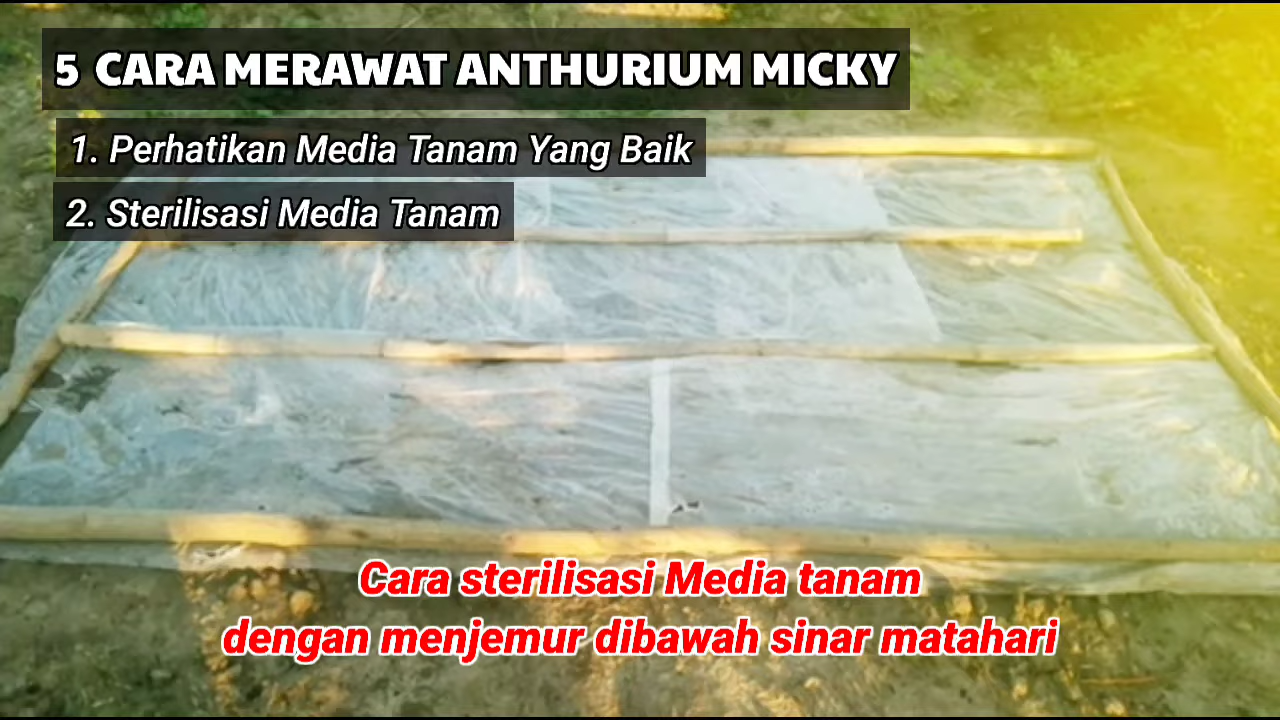 5 CARA MERAWAT ANTHURIUM MICKY
1. Perhatikan Media Tanam Yang Baik
2. Sterilisasi Media Tanam
Cara sterilisasi Media tanam
dengan menjemur dibawah sinar matahari